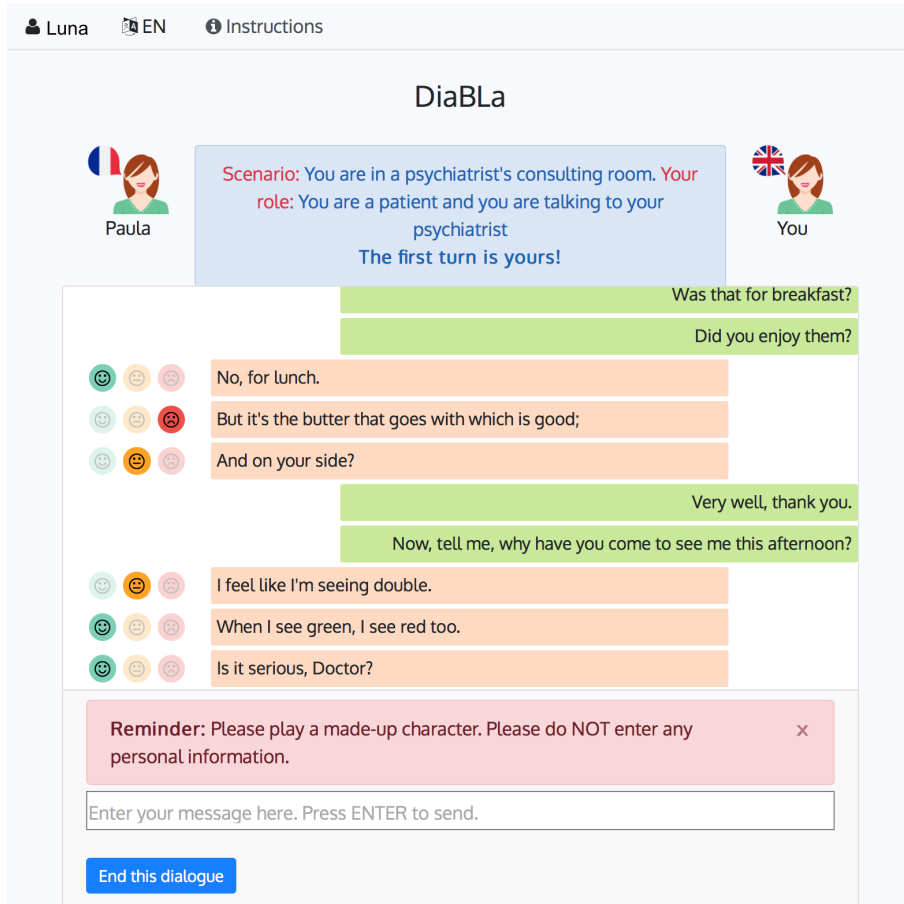 Luna EN Instructions
DiaBLa
Scenario: You are in a psychiatrist's consulting room. Your
role: You are a patient and you are talking to your
psychiatrist
The first turn is yours!
Paula
You
Was that for breakfast?
Did you enjoy them?
No, for lunch.
But it's the butter that goes with which is good;
And on your side?
Very well, thank you.
Now, tell me, why have you come to see me this afternoon?
I feel like I'm seeing double.
When I see green, I see red too.
Is it serious, Doctor?
Reminder: Please play a made-up character. Please do NOT enter any ×
personal information.
Enter your message here. Press ENTER to send.
End this dialogue